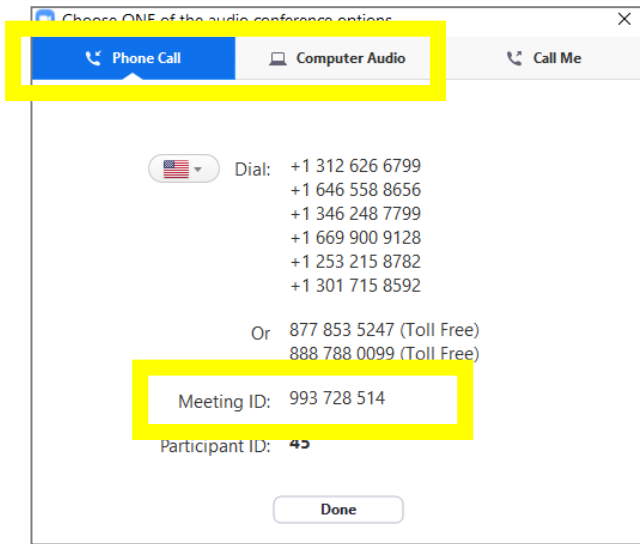 Choose ONE of the audio conference options
Phone Call Computer Audio Call Me
Dial: +1 312 626 6799
+1 646 558 8656
+1 346 248 7799
+1 669 900 9128
+1 253 215 8782
+1 301 715 8592
Or 877 853 5247 (Toll Free)
888 788 0099 (Toll Free)
Meeting ID: 993 728 514
Participant ID: 45
Done